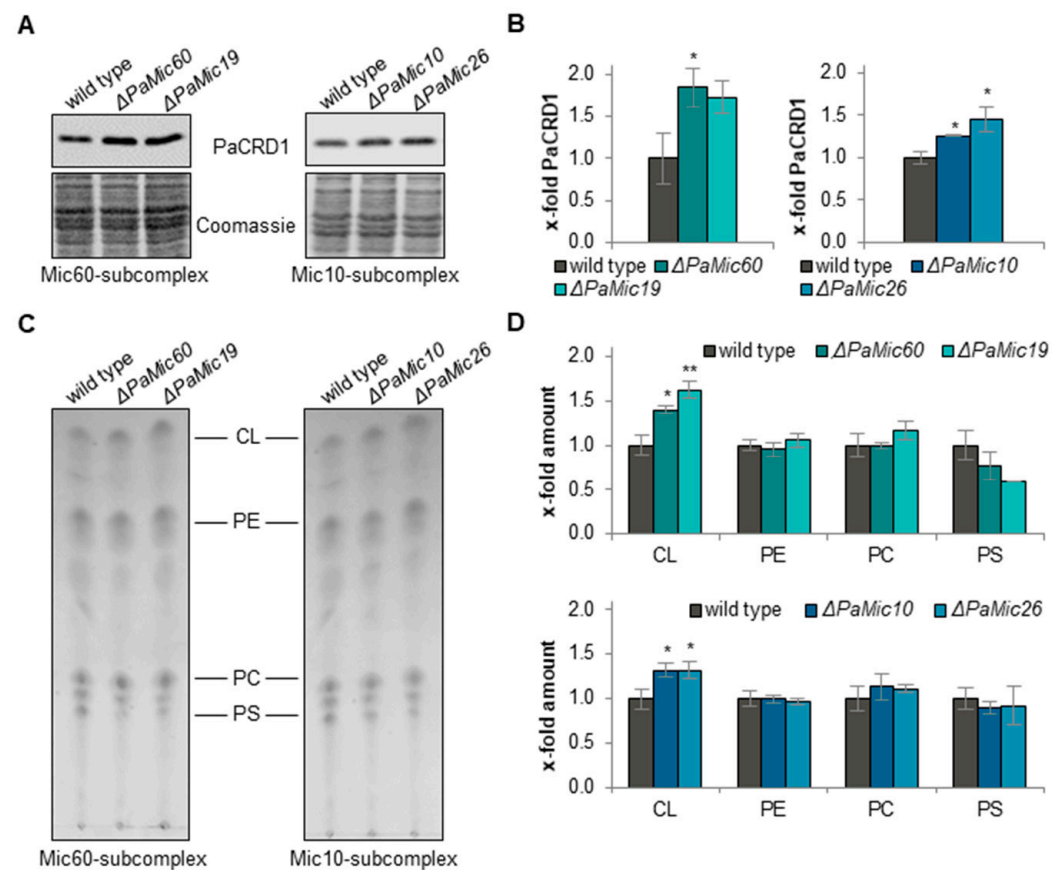 A
wild type
ΔPaMic60
ΔPaMic19
wild type
ΔPaMic10
ΔPaMic26
PaCRD1
Coomassie
Mic60-subcomplex
Mic10-subcomplex
B
x-fold PaCRD1
2.0
1.5
1.0
0.5
0.0
*
wild type ΔPaMic60
ΔPaMic19
x-fold PaCRD1
2.0
1.5
1.0
0.5
0.0
* *
wild type ΔPaMic10
ΔPaMic26
C
wild type
ΔPaMic60
ΔPaMic19
wild type
ΔPaMic10
ΔPaMic26
CL
PE
PC
PS
Mic60-subcomplex
Mic10-subcomplex
D
wild type ΔPaMic60 ΔPaMic19
x-fold amount
2.0
1.5
1.0
0.5
0.0
* **
CL PE PC PS
wild type ΔPaMic10 ΔPaMic26
x-fold amount
2.0
1.5
1.0
0.5
0.0
* *
CL PE PC PS